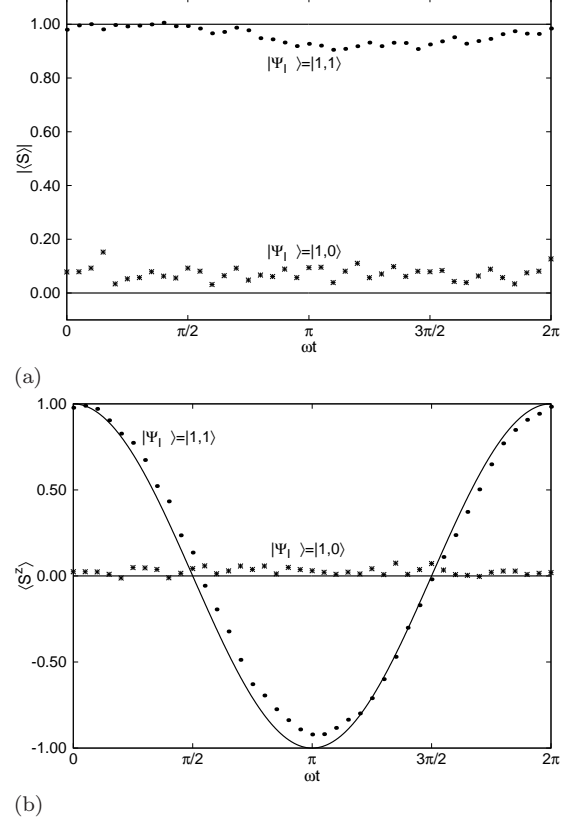 1.00
0.80
0.60
0.40
0.20
0.00
|⟨S⟩|
|Ψ_I ⟩=|1,1⟩
|Ψ_I ⟩=|1,0⟩
0 π/2 π 3π/2 2π
ωt
(a)
1.00
0.50
0.00
-0.50
-1.00
⟨S^z⟩
|Ψ_I ⟩=|1,1⟩
|Ψ_I ⟩=|1,0⟩
0 π/2 π 3π/2 2π
ωt
(b)